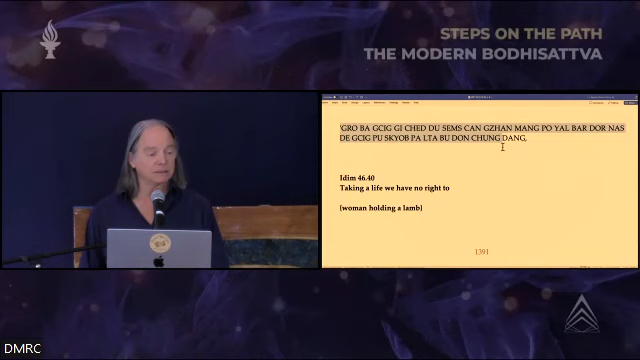 STEPS ON THE PATH
THE MODERN BODHISATTVA
'GRO BA GCIG GI CHED DU SEMS CAN GZHAN MANG PO YAL BAR DOR NAS
DE GCIG PU SKYOB PA LTA BU DON CHUNG DANG,
Idim 46.40
Taking a life we have no right to
[woman holding a lamb]
1391
DMRC